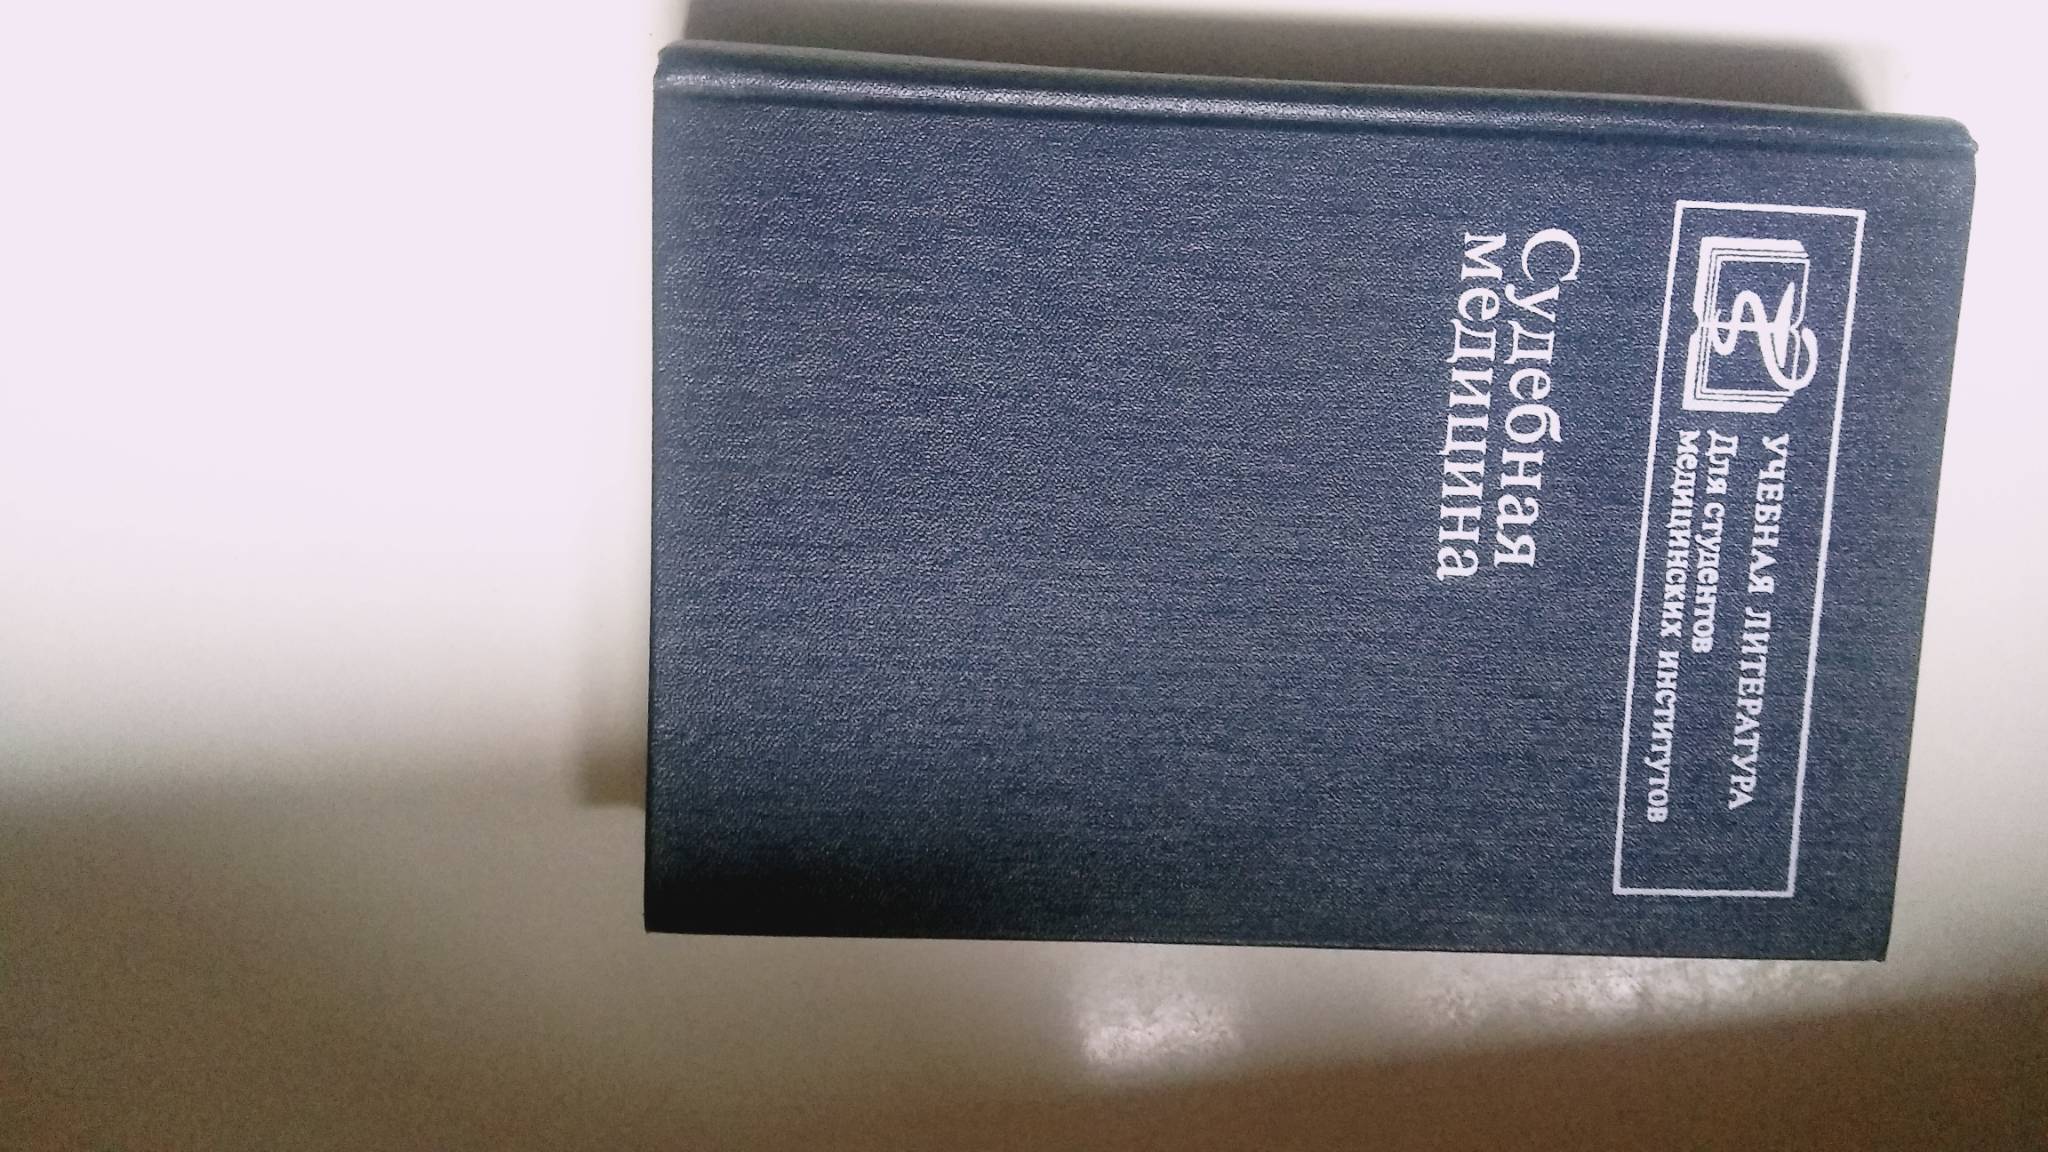 УЧЕБНАЯ ЛИТЕРАТУРА
Для студентов
медицинских институтов
Судебная
медицина